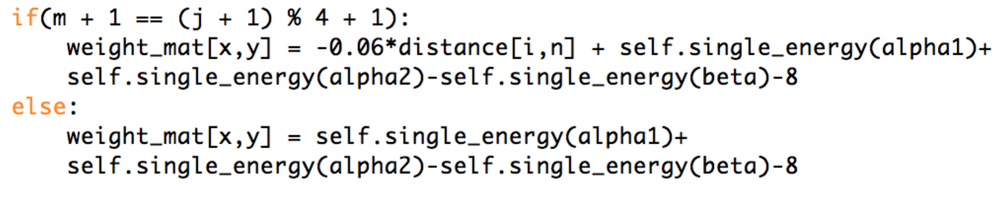 if(m + 1 == (j + 1) % 4 + 1):
    weight_mat[x,y] = -0.06*distance[i,n] + self.single_energy(alpha1)+
    self.single_energy(alpha2)-self.single_energy(beta)-8
else:
    weight_mat[x,y] = self.single_energy(alpha1)+
    self.single_energy(alpha2)-self.single_energy(beta)-8